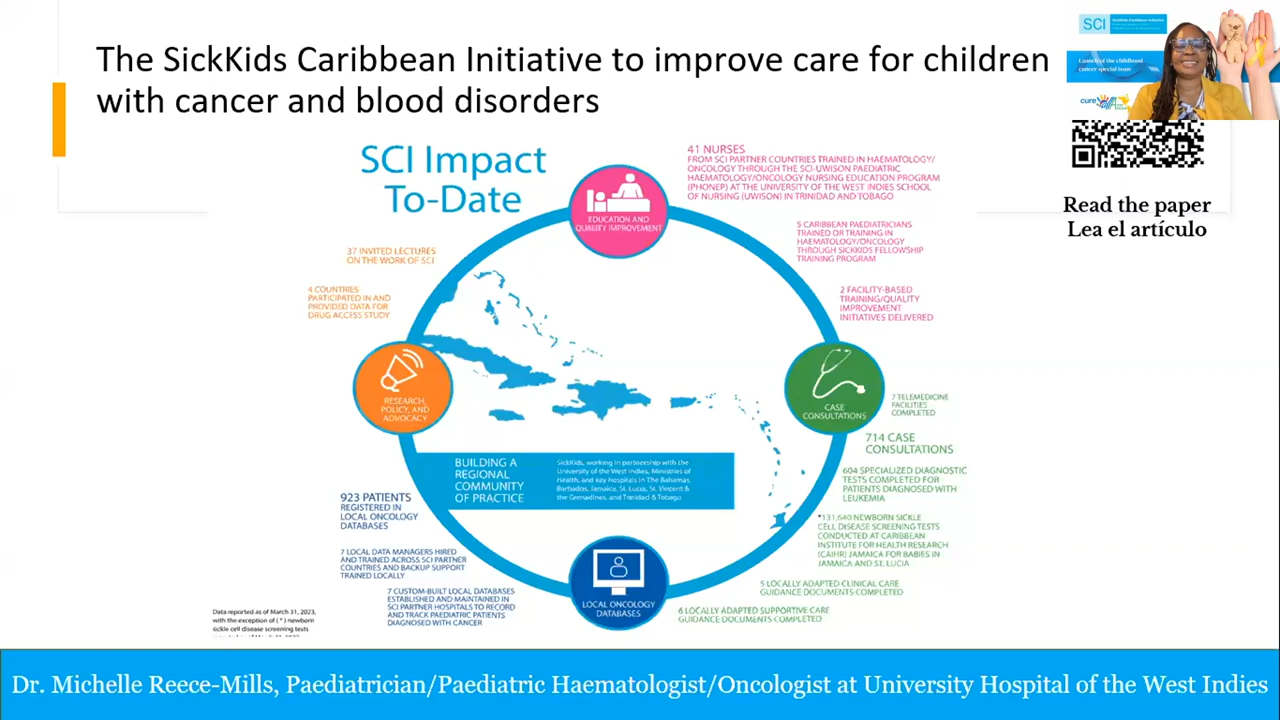 The SickKids Caribbean Initiative to improve care for children
with cancer and blood disorders
SCI
SickKids-Caribbean Initiative
Launch of the childhood
cancer special issue
cure
Read the paper
Lea el artículo
SCI Impact
To-Date
41 NURSES
FROM SCI PARTNER COUNTRIES TRAINED IN HAEMATOLOGY/
ONCOLOGY THROUGH THE SCI-UWISON PAEDIATRIC
HAEMATOLOGY/ONCOLOGY NURSING EDUCATION PROGRAM
(PHONEP) AT THE UNIVERSITY OF THE WEST INDIES SCHOOL
OF NURSING (UWISON) IN TRINIDAD AND TOBAGO
EDUCATION AND
QUALITY IMPROVEMENT
5 CARIBBEAN PAEDIATRICIANS
TRAINED OR TRAINING IN
HAEMATOLOGY/ONCOLOGY
THROUGH SICKKIDS FELLOWSHIP
TRAINING PROGRAM
2 FACILITY-BASED
TRAINING/QUALITY
IMPROVEMENT
INITIATIVES DELIVERED
37 INVITED LECTURES
ON THE WORK OF SCI
4 COUNTRIES
PARTICIPATED IN AND
PROVIDED DATA FOR
DRUG ACCESS STUDY
RESEARCH,
POLICY, AND
ADVOCACY
CASE
CONSULTATIONS
7 TELEMEDICINE
FACILITIES
COMPLETED
714 CASE
CONSULTATIONS
604 SPECIALIZED DIAGNOSTIC
TESTS COMPLETED FOR
PATIENTS DIAGNOSED WITH
LEUKEMIA
*131,640 NEWBORN SICKLE
CELL DISEASE SCREENING TESTS
CONDUCTED AT CARIBBEAN
INSTITUTE FOR HEALTH RESEARCH
(CAIHR) JAMAICA FOR BABIES IN
JAMAICA AND ST. LUCIA
5 LOCALLY ADAPTED CLINICAL CARE
GUIDANCE DOCUMENTS COMPLETED
6 LOCALLY ADAPTED SUPPORTIVE CARE
GUIDANCE DOCUMENTS COMPLETED
BUILDING A
REGIONAL
COMMUNITY
OF PRACTICE
SickKids, working in partnership with the
University of the West Indies, Ministries of
Health, and key hospitals in The Bahamas,
Barbados, Jamaica, St. Lucia, St. Vincent &
the Grenadines, and Trinidad & Tobago
923 PATIENTS
REGISTERED IN
LOCAL ONCOLOGY
DATABASES
7 LOCAL DATA MANAGERS HIRED
AND TRAINED ACROSS SCI PARTNER
COUNTRIES AND BACKUP SUPPORT
TRAINED LOCALLY
7 CUSTOM-BUILT LOCAL DATABASES
ESTABLISHED AND MAINTAINED IN
SCI PARTNER HOSPITALS TO RECORD
AND TRACK PAEDIATRIC PATIENTS
DIAGNOSED WITH CANCER
LOCAL ONCOLOGY
DATABASES
Data reported as of March 31, 2023,
with the exception of ( * ) newborn
sickle cell disease screening tests
Dr. Michelle Reece-Mills, Paediatrician/Paediatric Haematologist/Oncologist at University Hospital of the West Indies